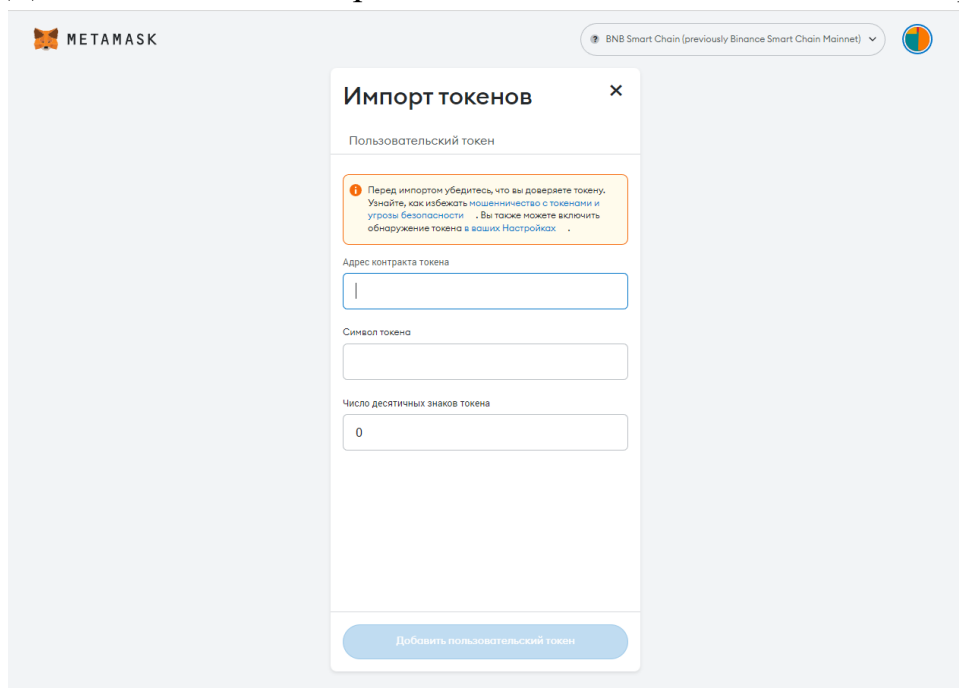 METAMASK
BNB Smart Chain (previously Binance Smart Chain Mainnet)
Импорт токенов
Пользовательский токен
Перед импортом убедитесь, что вы доверяете токену.
Узнайте, как избежать мошенничество с токенами и
угрозы безопасности . Вы также можете включить
обнаружение токена в ваших Настройках .
Адрес контракта токена
Символ токена
Число десятичных знаков токена
0
Добавить пользовательский токен